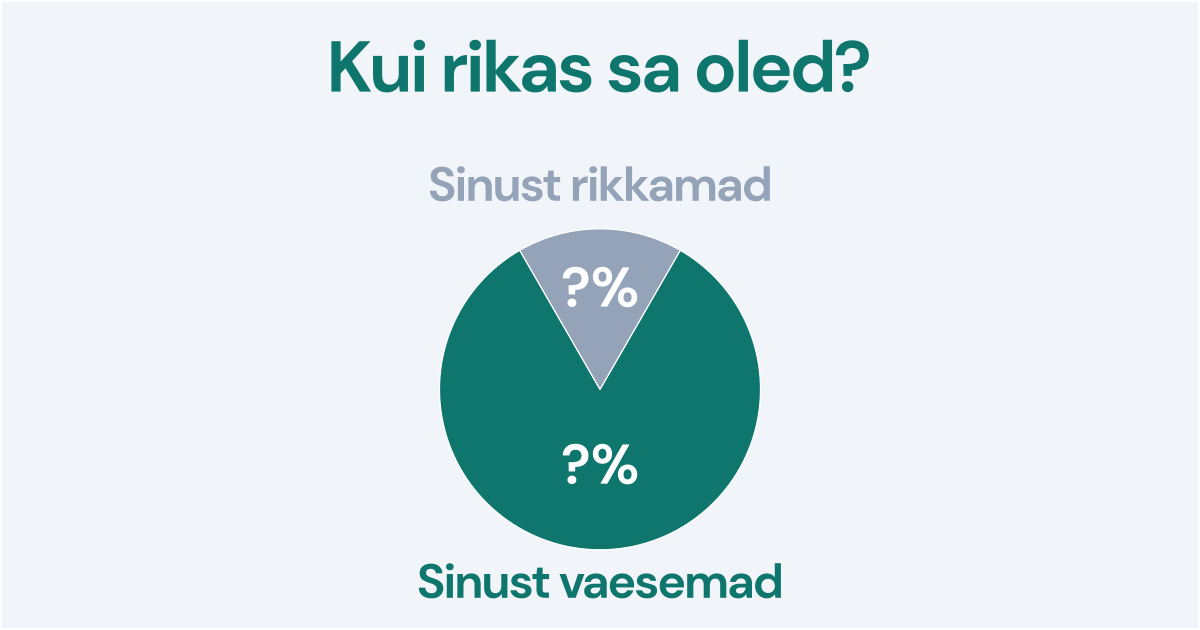 Kui rikas sa oled?
Sinust rikkamad
?%
?%
Sinust vaesemad